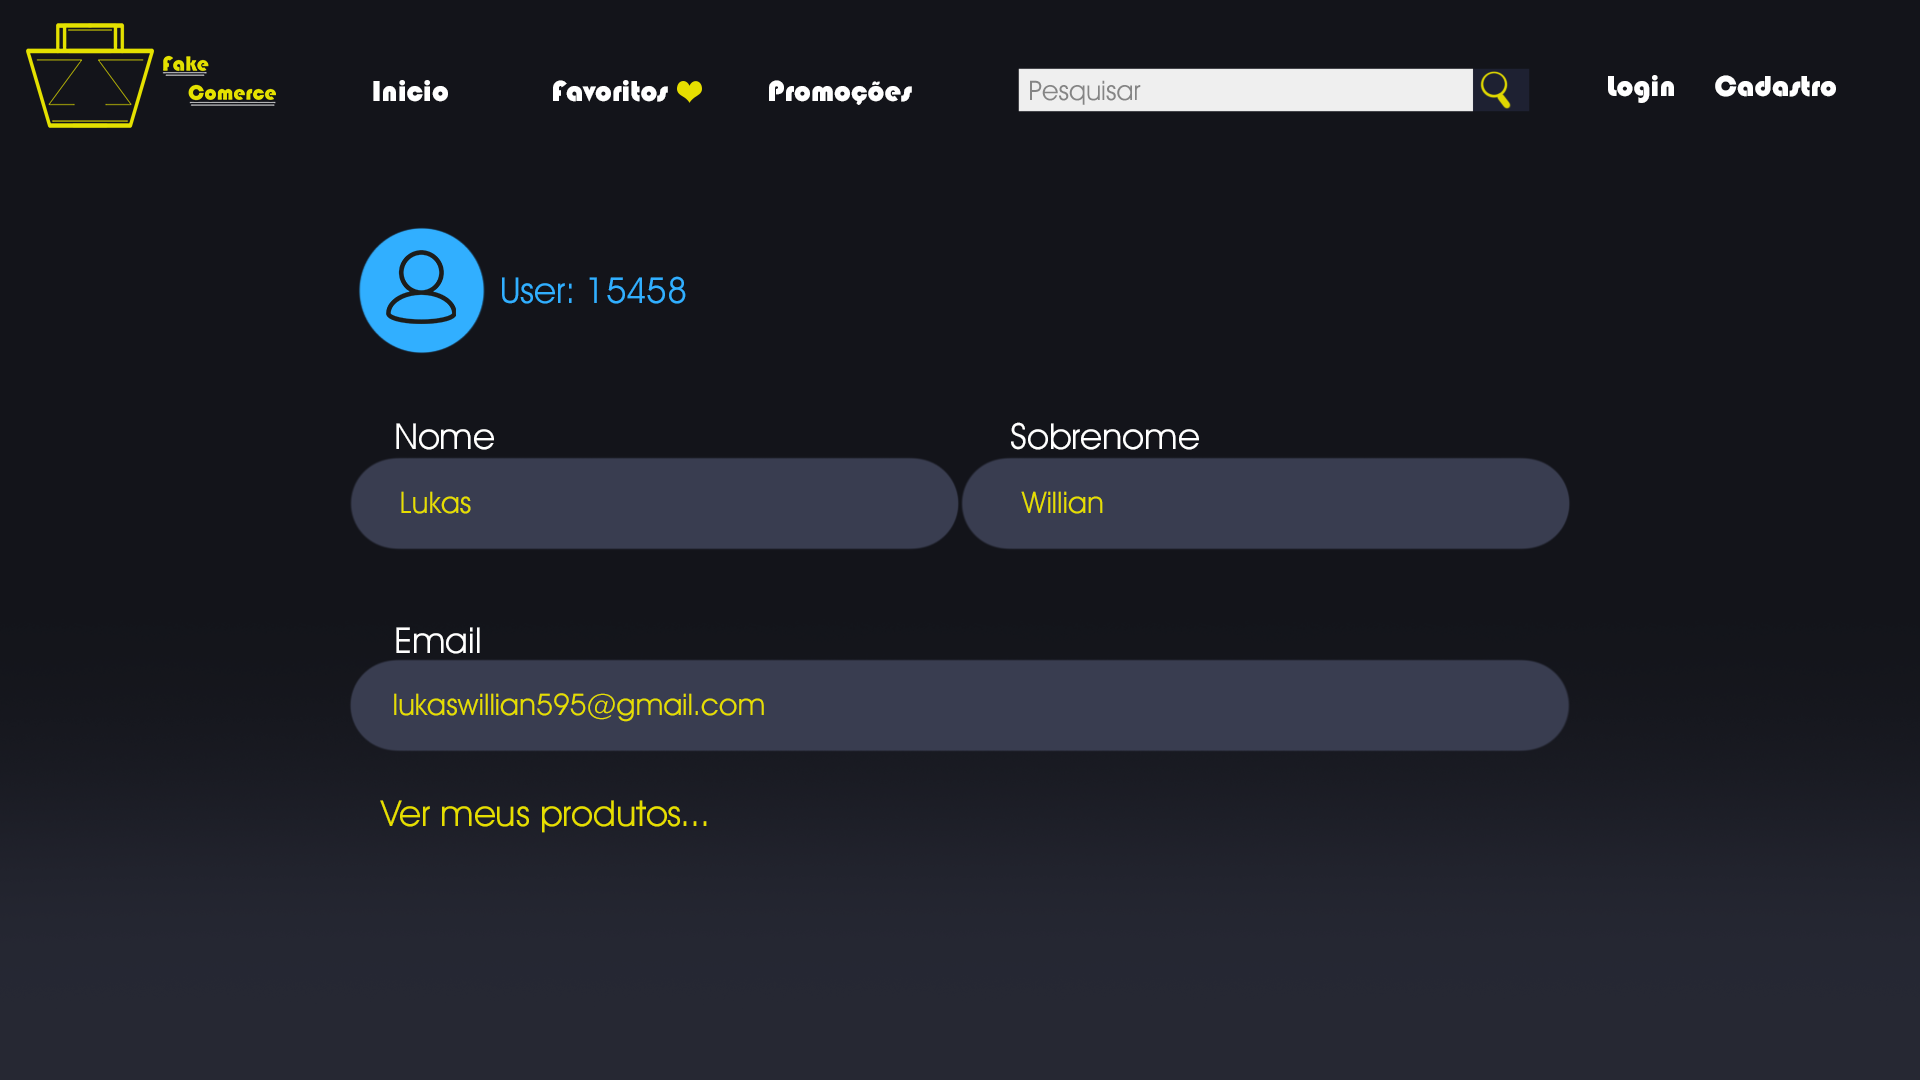 Fake
Comerce
Inicio
Favoritos
Promoções
Pesquisar
Login
Cadastro
User: 15458
Nome
Sobrenome
Lukas
Willian
Email
lukaswillian595@gmail.com
Ver meus produtos...